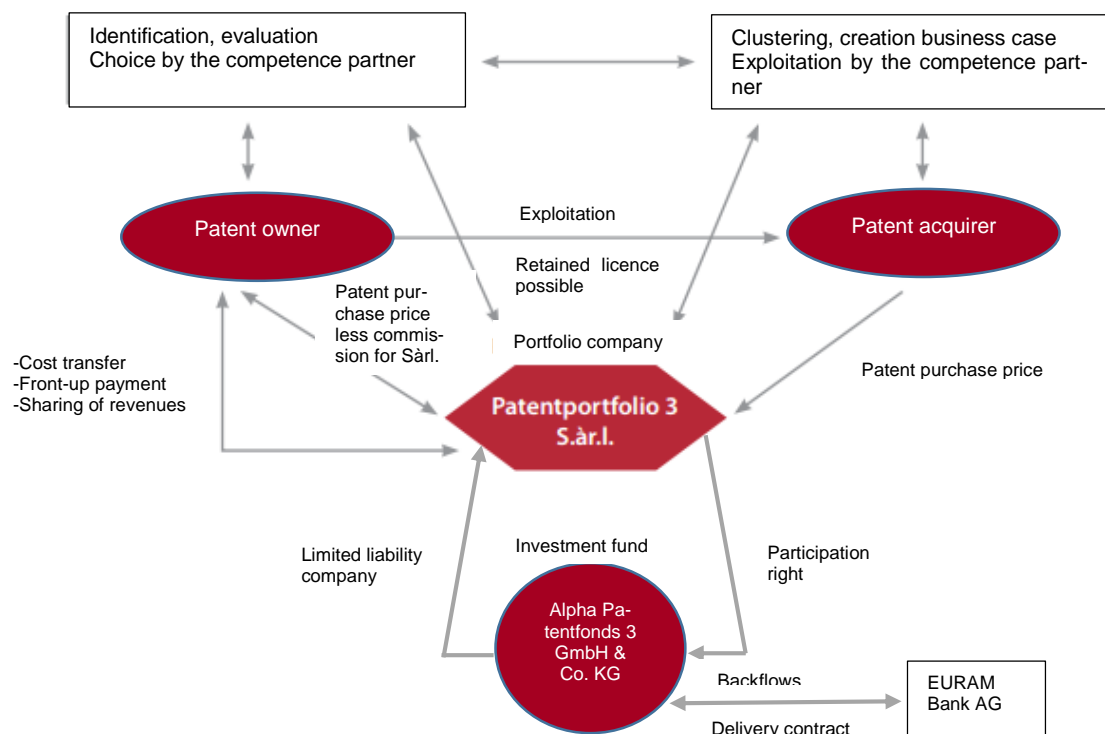 Identification, evaluation
Choice by the competence partner
Clustering, creation business case
Exploitation by the competence part-
ner
Patent owner
Exploitation
Patent acquirer
Retained licence
possible
Patent pur-
chase price
less commis-
sion for Sàrl.
Portfolio company
-Cost transfer
-Front-up payment
-Sharing of revenues
Patent purchase price
Patentportfolio 3
S.àr.l.
Limited liability
company
Investment fund
Participation
right
Alpha Pa-
tentfonds 3
GmbH &
Co. KG
Backflows
EURAM
Bank AG
Delivery contract